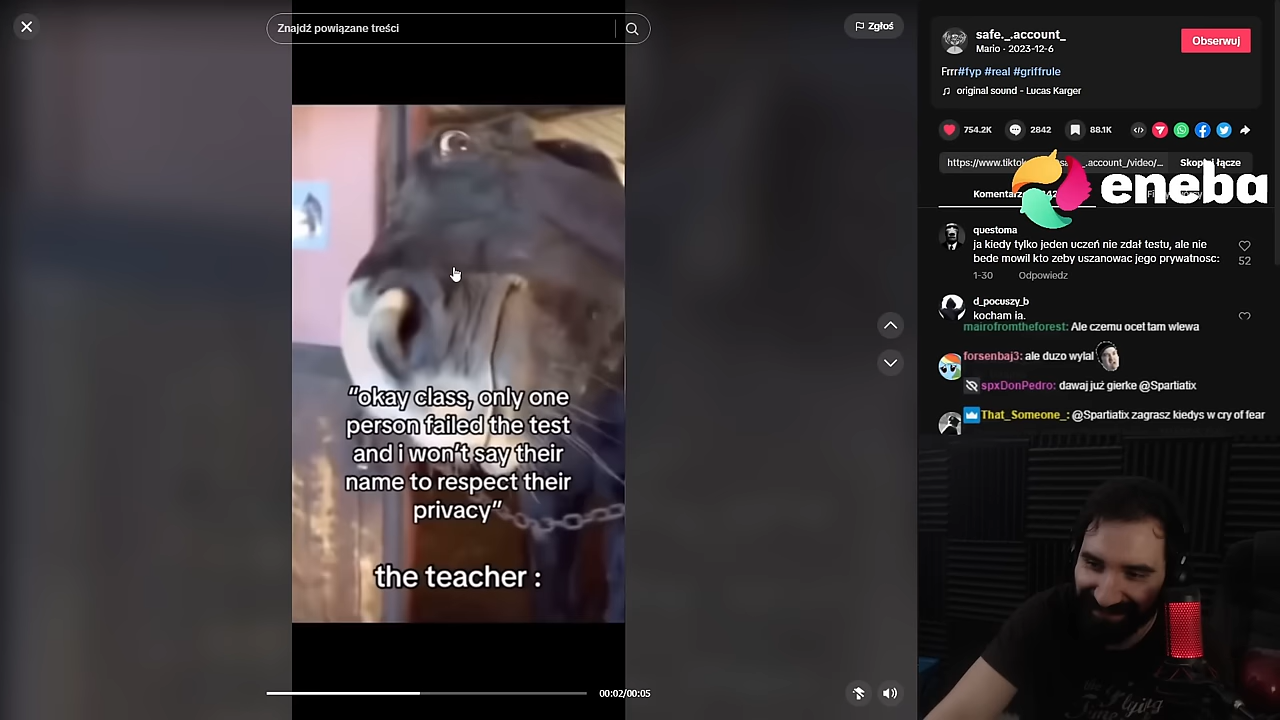 Znajdź powiązane treści
Zgłoś
"okay class, only one
person failed the test
and i won't say their
name to respect their
privacy"
the teacher :
00:02/00:05
safe._.account_
Mario · 2023-12-6
Obserwuj
Frrr#fyp #real #griffrule
original sound - Lucas Karger
754.2K
2842
88.1K
eneba
questoma
ja kiedy tylko jeden uczeń nie zdał testu, ale nie
bede mowil kto zeby uszanowac jego prywatnosc:
52
1-30 Odpowiedz
d_pocuszy_b
kocham ia.
mairofromtheforest: Ale czemu ocet tam wlewa
forsenbaj3: ale duzo wylal
spxDonPedro: dawaj już gierke @Spartiatix
That_Someone_: @Spartiatix zagrasz kiedys w cry of fear